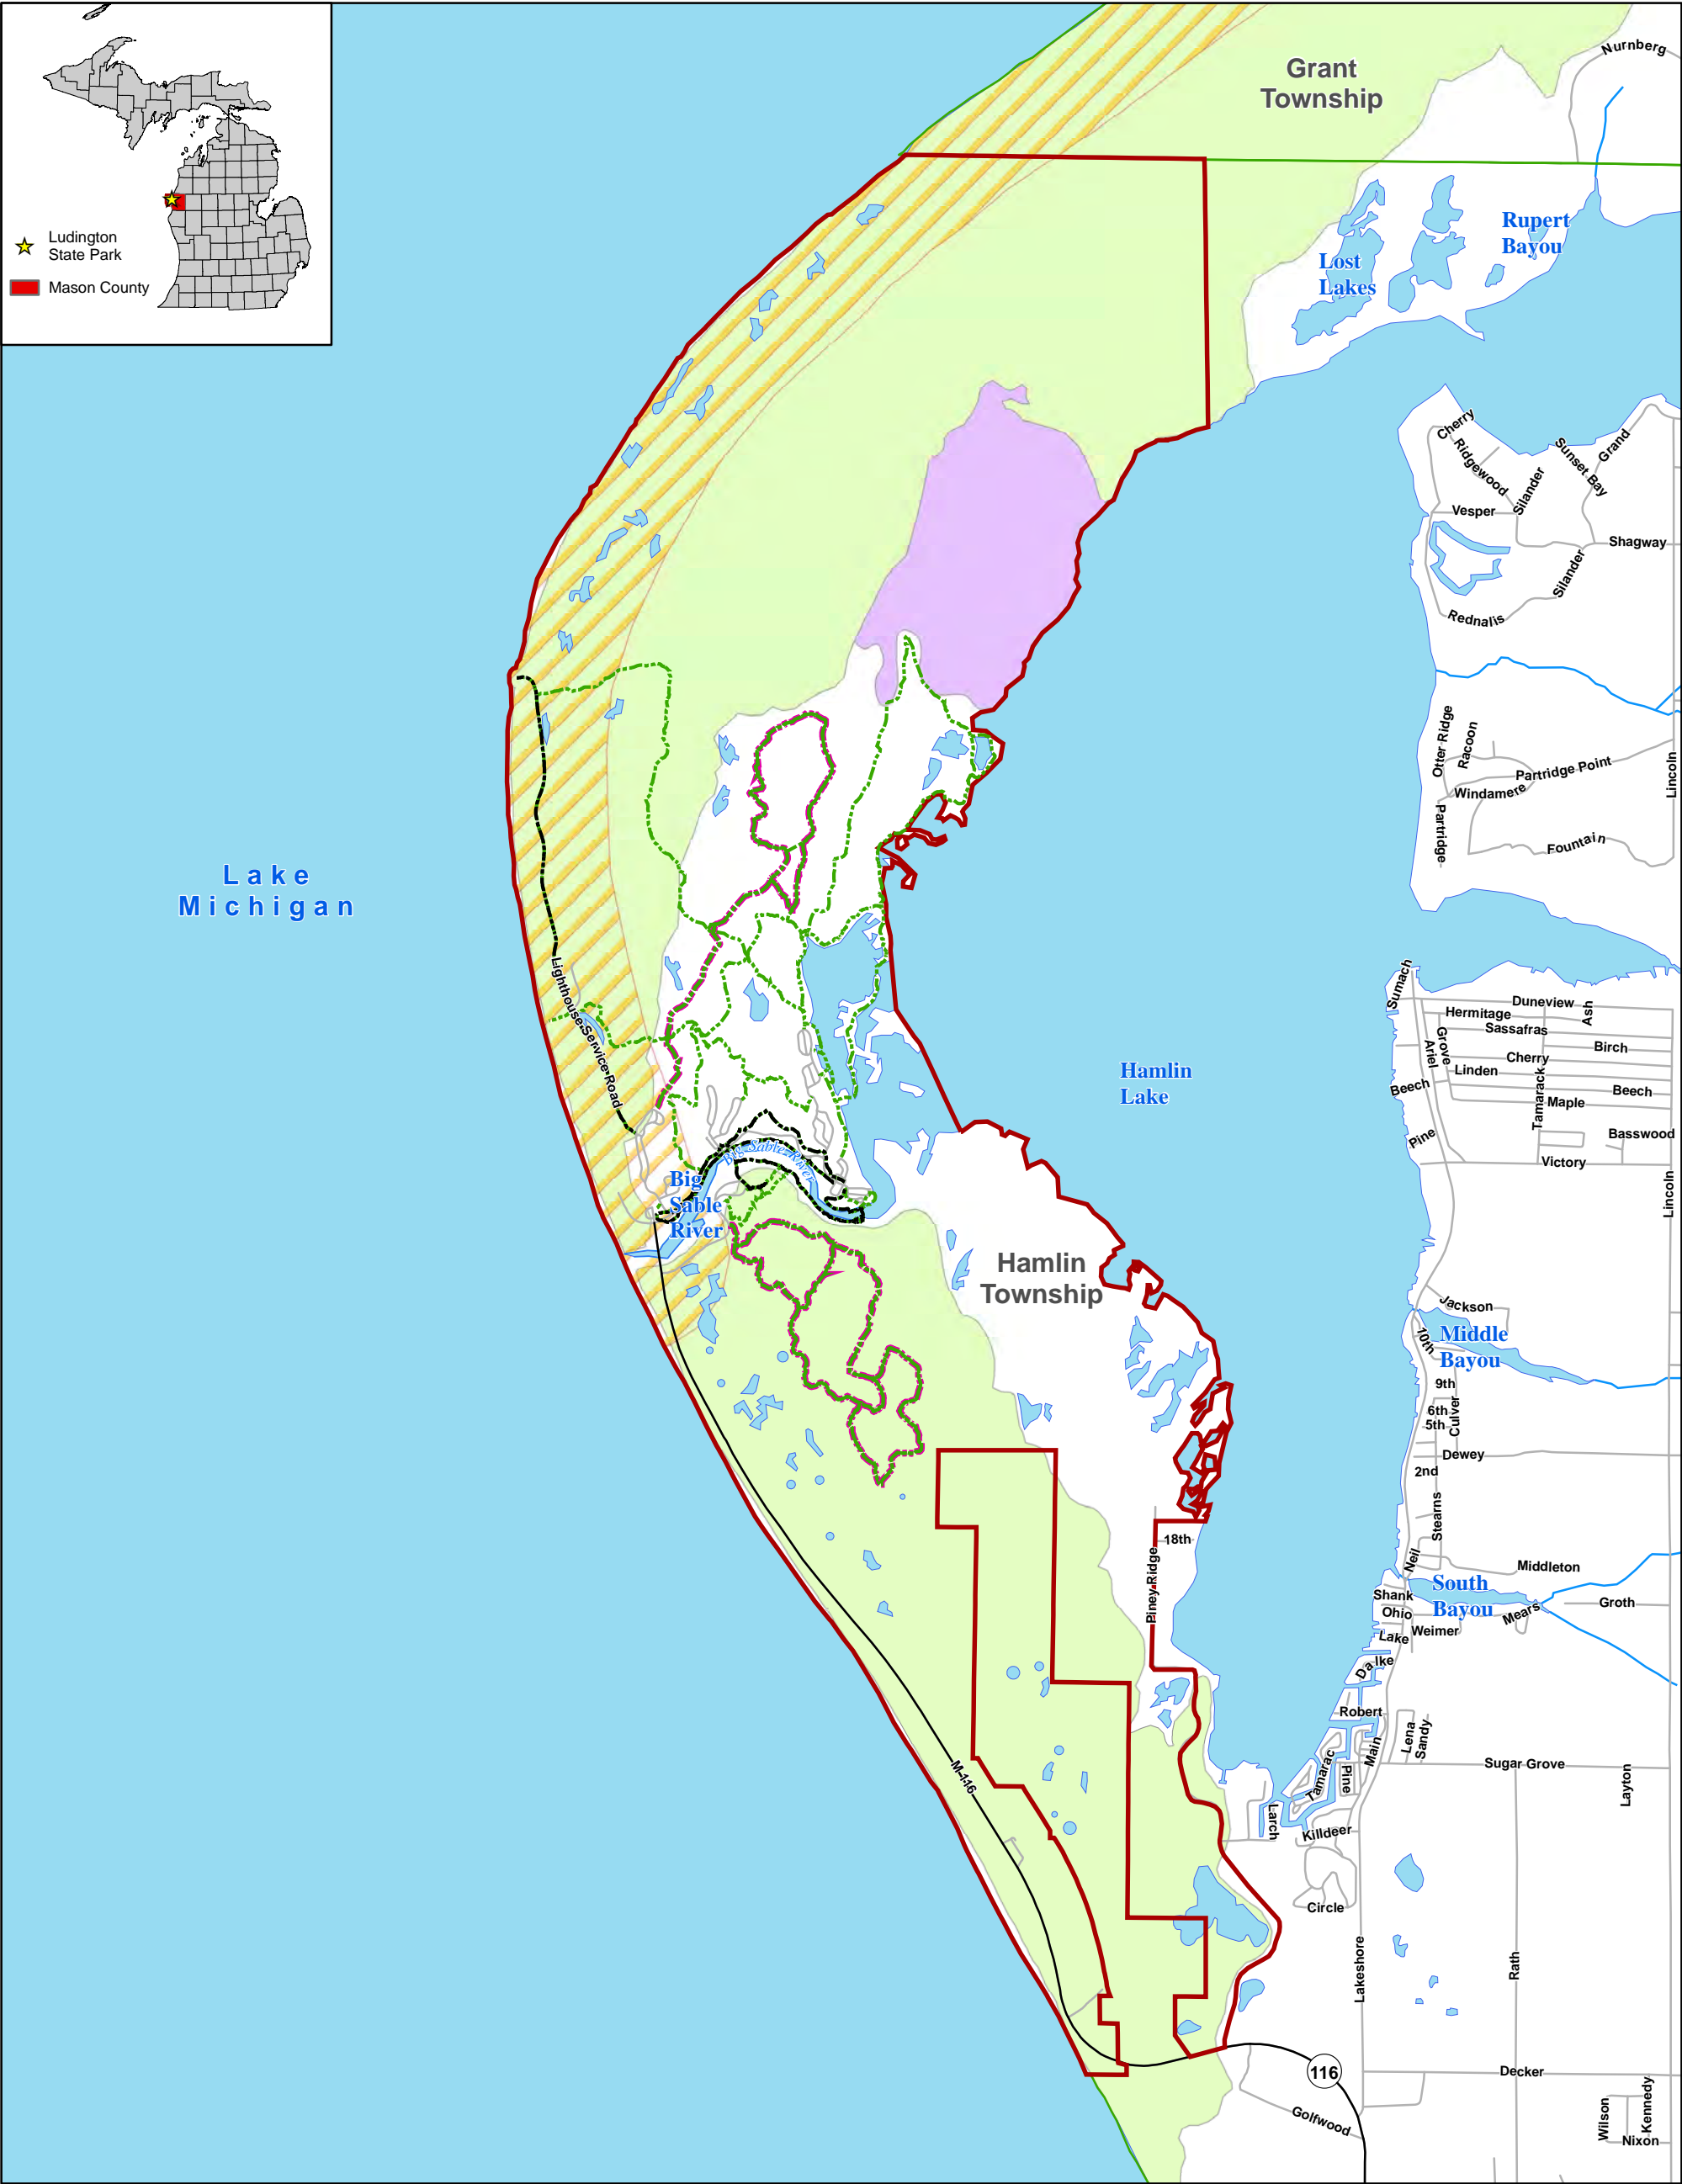 Ludington
State Park
Mason County
Grant
Township
Nurnberg
Rupert
Bayou
Lost
Lakes
Cherry
Ridgewood
Silander
Sunset Bay
Grand
Vesper
Shagway
Silander
Rednalis
Otter Ridge
Racoon
Partridge Point
Windamere
Partridge
Fountain
Lincoln
Lake
Michigan
Lighthouse Service Road
Sumach
Duneview
Ash
Hermitage
Sassafras
Grove
Ariel
Birch
Cherry
Linden
Beech
Tamarack
Beech
Maple
Pine
Basswood
Victory
Lincoln
Hamlin
Lake
Big Sable River
Big
Sable
River
Hamlin
Township
Jackson
Middle
Bayou
10th
9th
6th
5th
Culver
Dewey
2nd
Stearns
18th
Piney Ridge
Neil
Middleton
South
Bayou
Shank
Ohio
Mears
Groth
Lake
Weimer
Dalke
Robert
Lena
Sandy
Main
M-116
Tamarac
Pine
Sugar Grove
Layton
Larch
Killdeer
Circle
Lakeshore
Rath
116
Decker
Golfwood
Wilson
Kennedy
Nixon